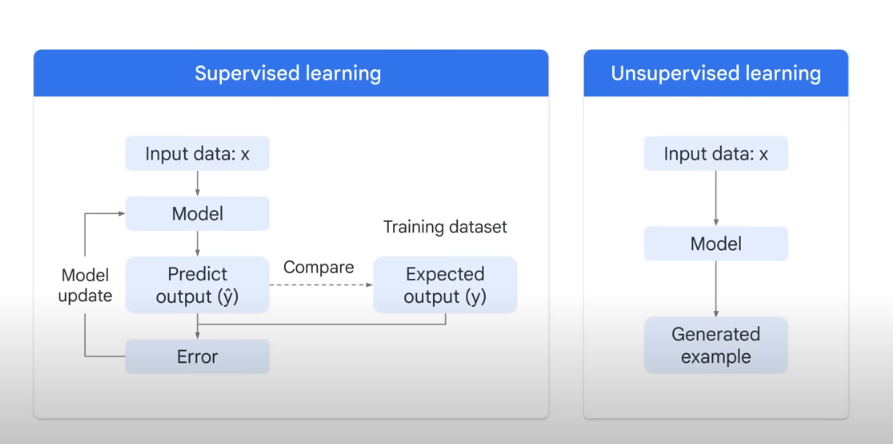 Supervised learning
Input data: x
Model
Training dataset
Predict
output (ŷ)
Compare
Expected
output (y)
Model
update
Error
Unsupervised learning
Input data: x
Model
Generated
example